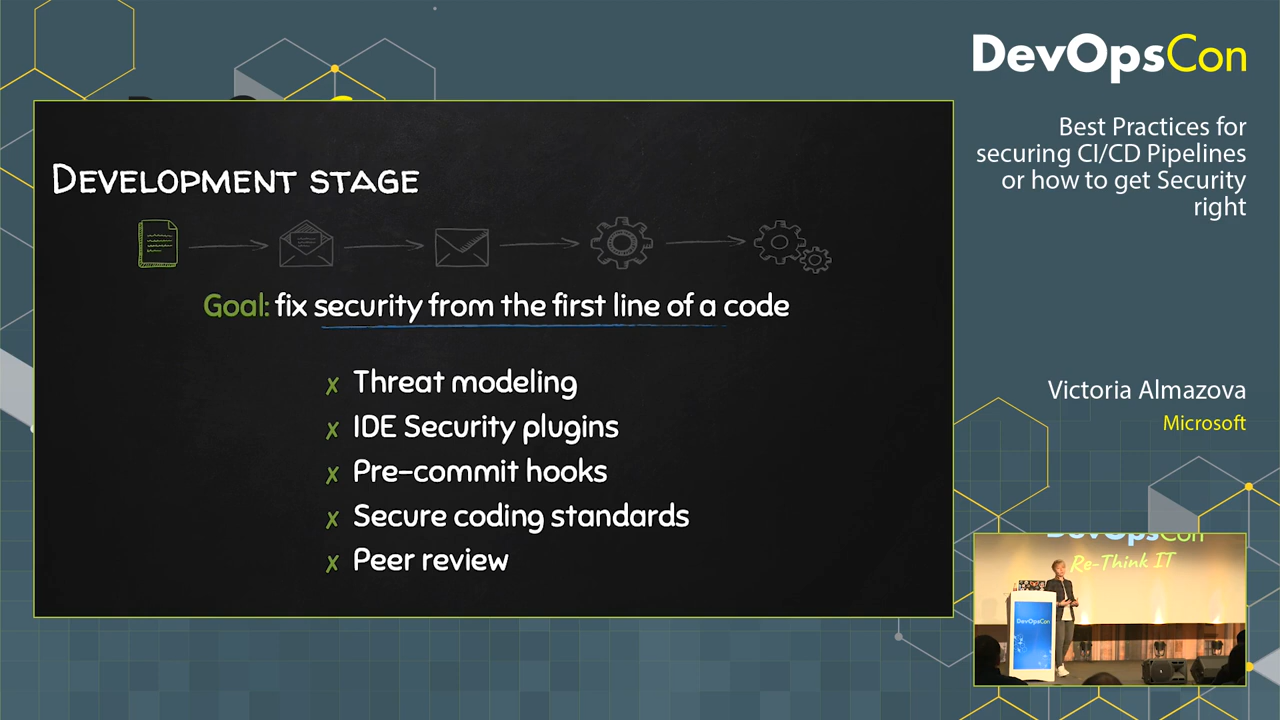 DevOpsCon
Best Practices for
securing CI/CD Pipelines
or how to get Security
right
DEVELOPMENT STAGE
Goal: fix security from the first line of a code
x Threat modeling
x IDE Security plugins
x Pre-commit hooks
x Secure coding standards
x Peer review
Victoria Almazova
Microsoft
DevOpsCon
Re-Think IT
DevOpsCon